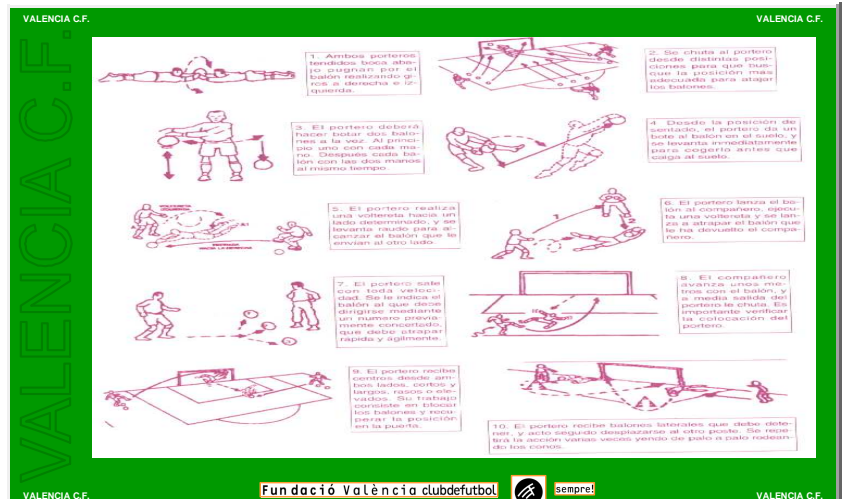 VALENCIA C.F.
VALENCIA C.F.
VALENCIA C.F.
1. Ambos porteros
tendidos boca aba-
jo pugnan por el
balón realizando gi-
ros a derecha e iz-
quierda.
2. Se chuta al portero
desde distintas posi-
ciones para que bus-
que la posición más
adecuada para atajar
los balones.
3. El portero deberá
hacer botar dos balo-
nes a la vez. Al princi-
pio uno con cada ma-
no. Después cada ba-
lón con las dos manos
al mismo tiempo.
4 Desde la posición de
sentado, el portero da un
bote al balón en el suelo, y
se levanta inmediatamente
para cogerla antes que
caiga al suelo.
5. El portero realiza
una voltereta hacia un
lado determinado, y se
levanta raudo para al-
canzar el balón que le
envían al otro lado.
6. El portero lanza el ba-
lón al compañero, ejecu-
ta una voltereta y se lan-
za a atrapar el balón que
le ha devuelto el compa-
ñero.
1
2
7. El portero sale
con toda veloci-
dad. Se le indica el
balón al que debe
dirigirse mediante
un número previa-
mente concertado,
que debe atrapar
rápida y ágilmente.
8. El compañero
avanza unos me-
tros con el balón, y
a media salida del
portero le chuta. Es
importante verificar
la colocación del
portero.
9. El portero recibe
centros desde am-
bos lados, cortos y
largos, rasos o ele-
vados. Su trabajo
consiste en blocar
los balones y recu-
perar la posición
en la puerta.
10. El portero recibe balones laterales que debe dete-
ner, y acto seguido desplazarse al otro poste. Se repe-
tirá la acción varias veces yendo de palo a palo rodean-
do los conos.
Fundació València clubdefutbol
sempre!
VALENCIA C.F.
VALENCIA C.F.